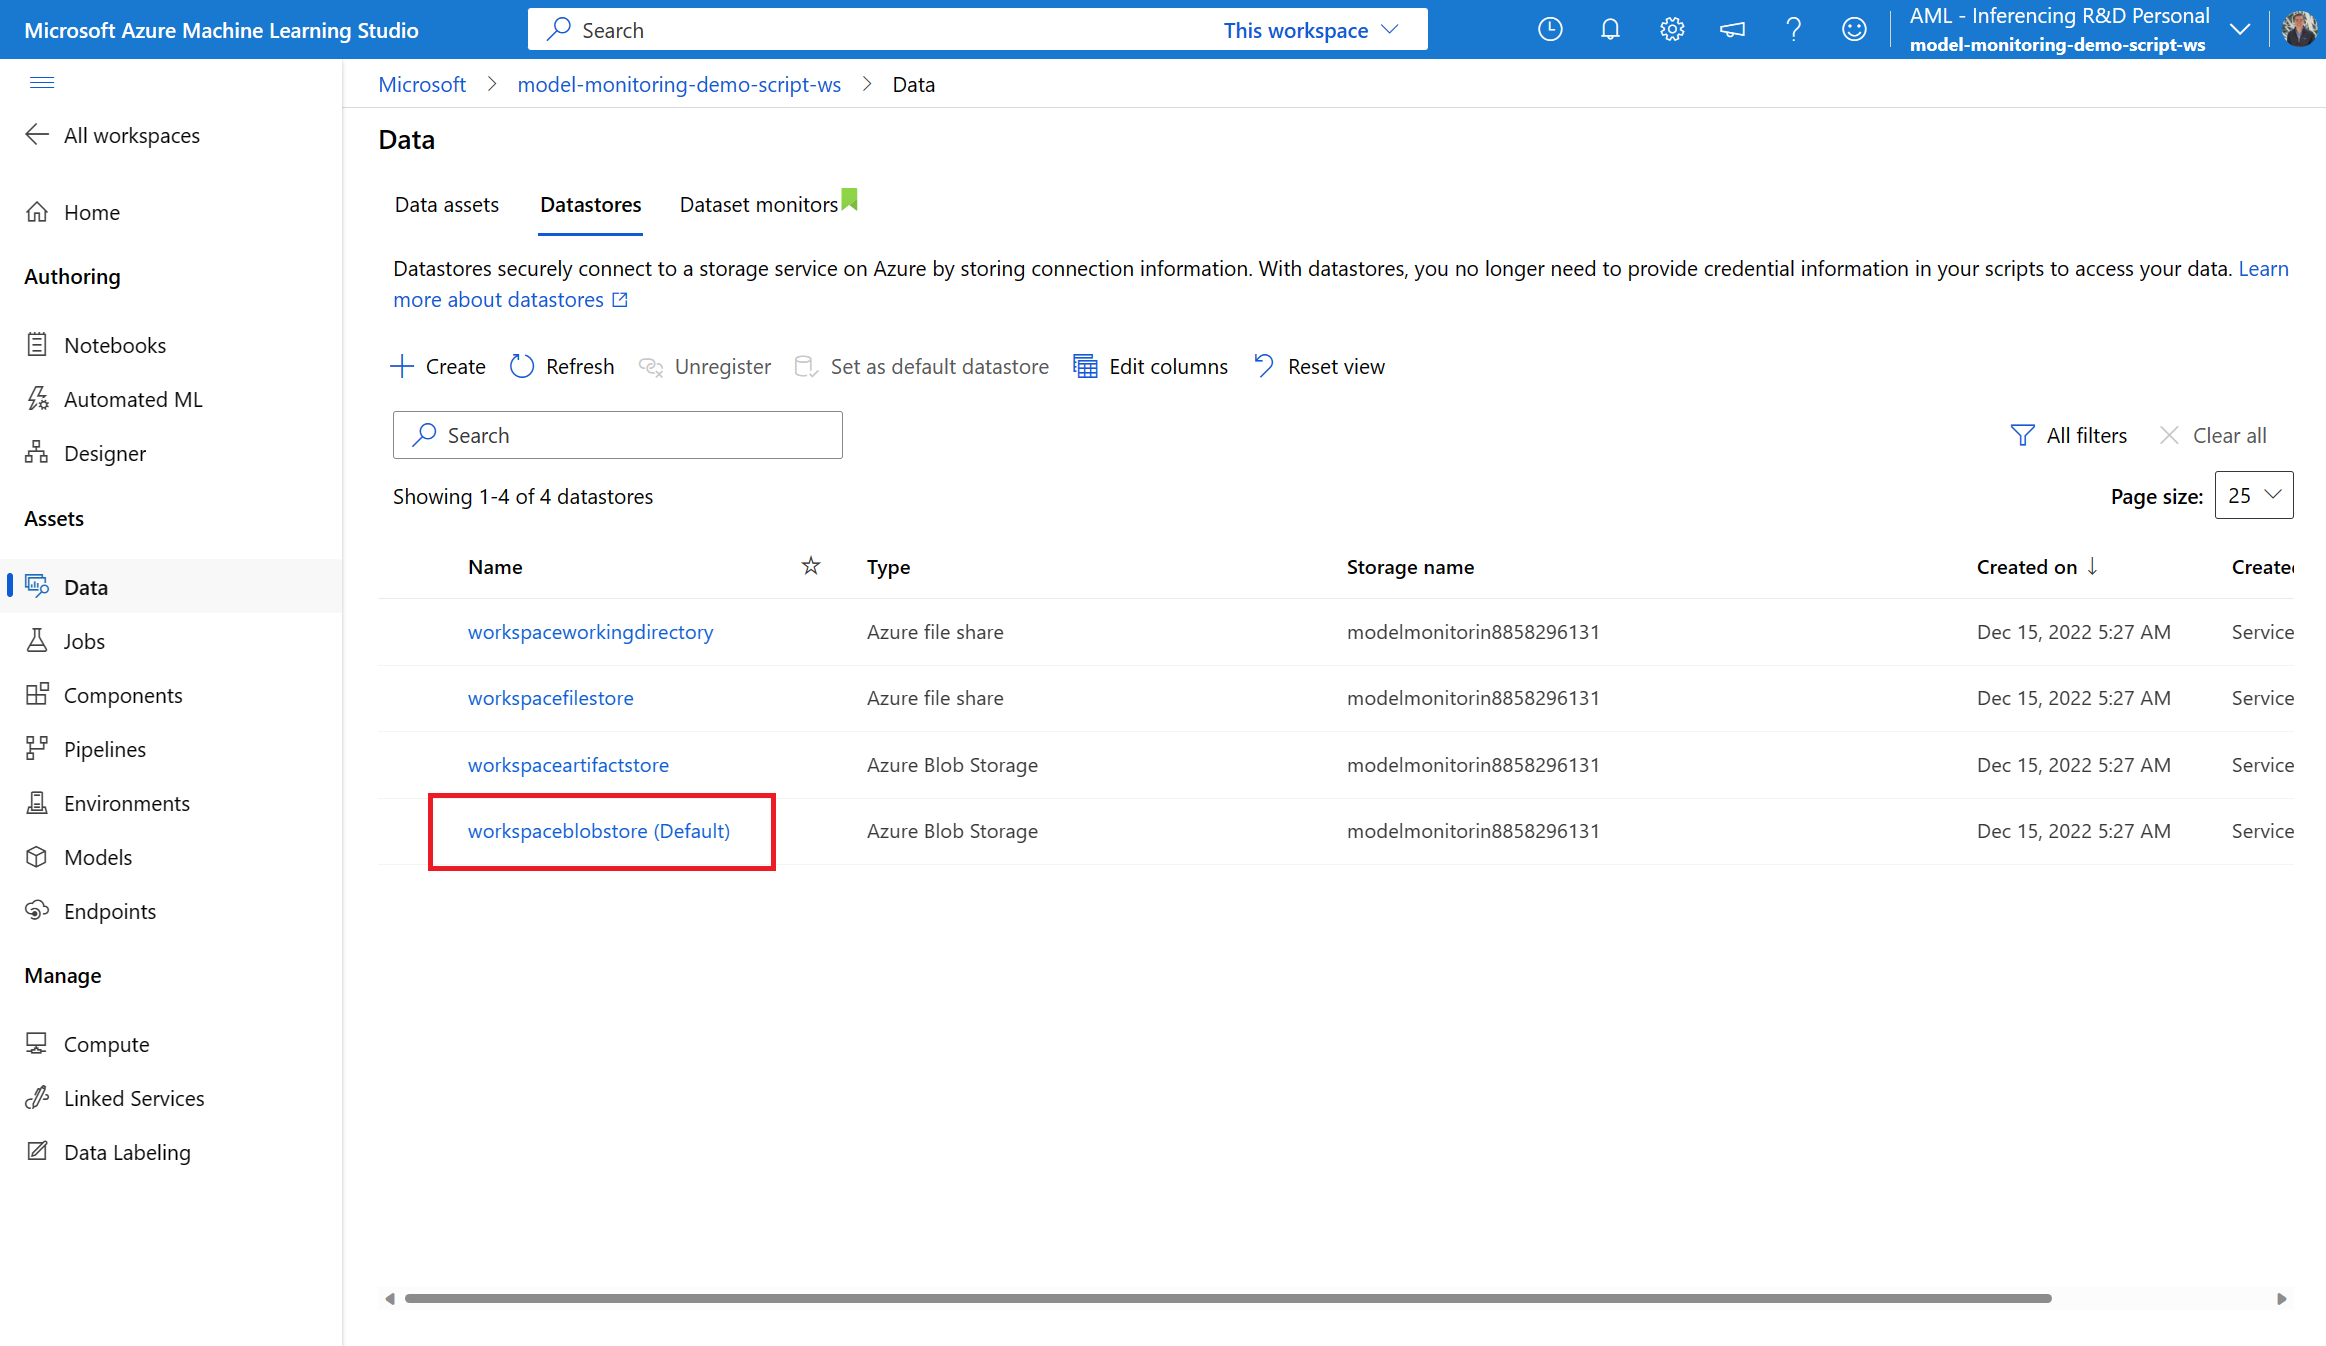 Microsoft Azure Machine Learning Studio
Search
This workspace
AML - Inferencing R&D Personal
model-monitoring-demo-script-ws
All workspaces
Home
Authoring
Notebooks
Automated ML
Designer
Assets
Data
Jobs
Components
Pipelines
Environments
Models
Endpoints
Manage
Compute
Linked Services
Data Labeling
Microsoft > model-monitoring-demo-script-ws > Data
Data
Data assets Datastores Dataset monitors
Datastores securely connect to a storage service on Azure by storing connection information. With datastores, you no longer need to provide credential information in your scripts to access your data. Learn
more about datastores
Create Refresh Unregister Set as default datastore Edit columns Reset view
Search
All filters Clear all
Showing 1-4 of 4 datastores
Page size: 25
Name Type Storage name Created on Created
workspaceworkingdirectory Azure file share modelmonitorin8858296131 Dec 15, 2022 5:27 AM Service
workspacefilestore Azure file share modelmonitorin8858296131 Dec 15, 2022 5:27 AM Service
workspaceartifactstore Azure Blob Storage modelmonitorin8858296131 Dec 15, 2022 5:27 AM Service
workspaceblobstore (Default) Azure Blob Storage modelmonitorin8858296131 Dec 15, 2022 5:27 AM Service